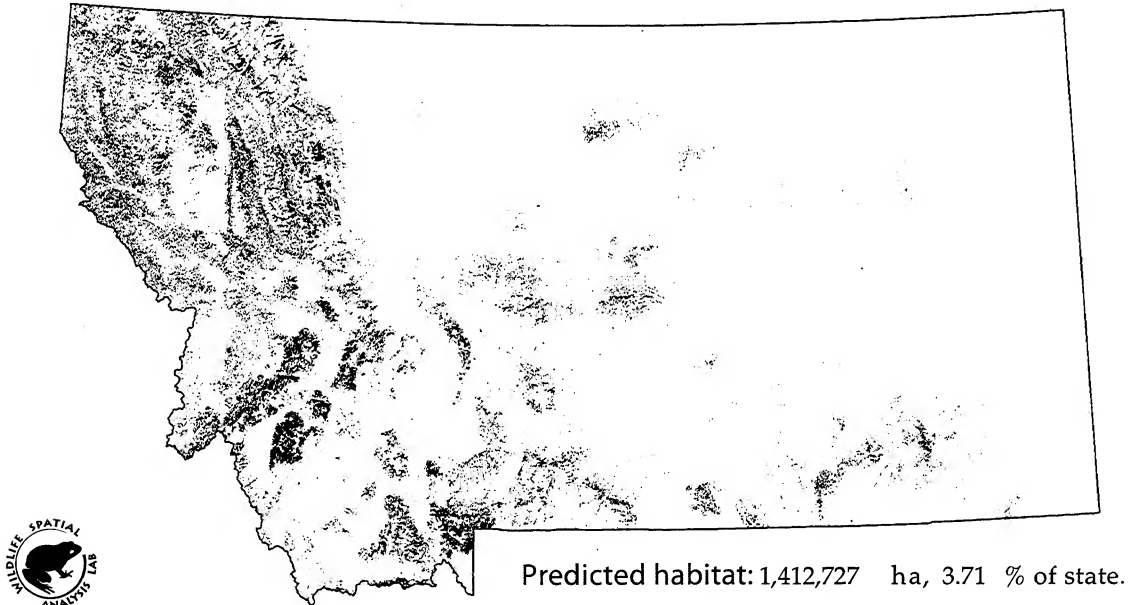 WILDLIFE SPATIAL ANALYSIS LAB
Predicted habitat: 1,412,727 ha, 3.71 % of state.